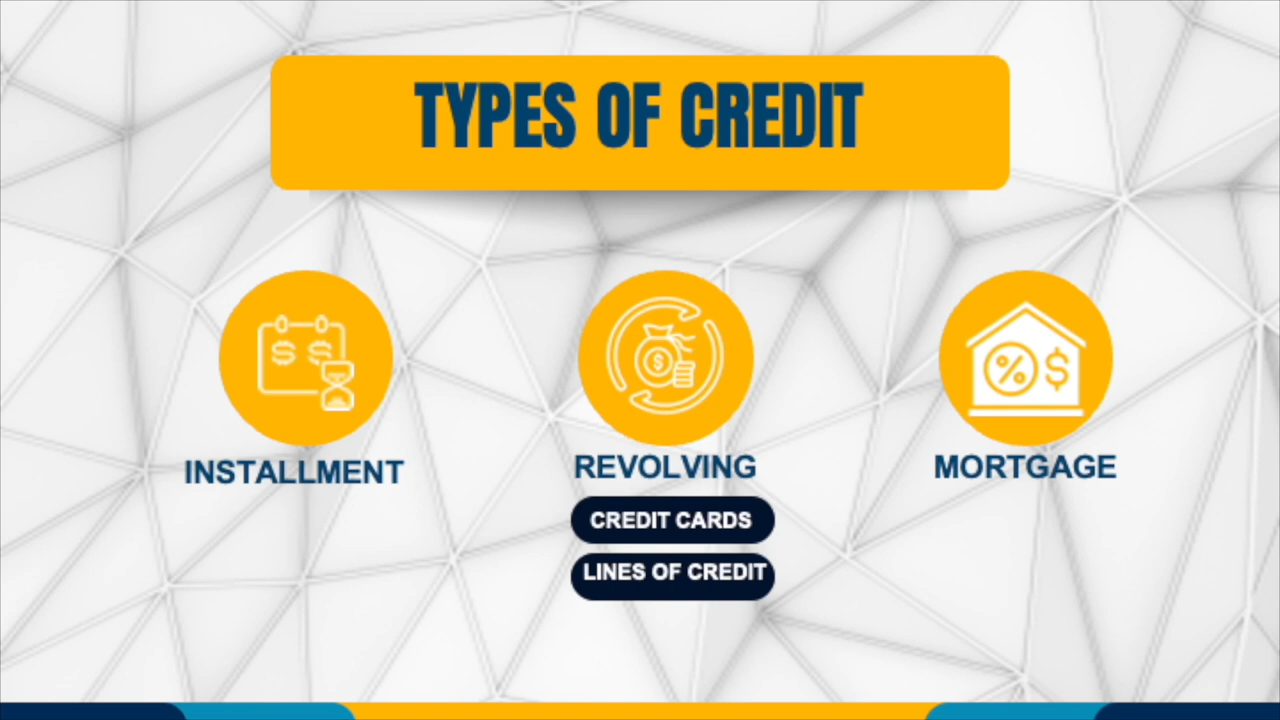 TYPES OF CREDIT
INSTALLMENT
REVOLVING
CREDIT CARDS
LINES OF CREDIT
MORTGAGE